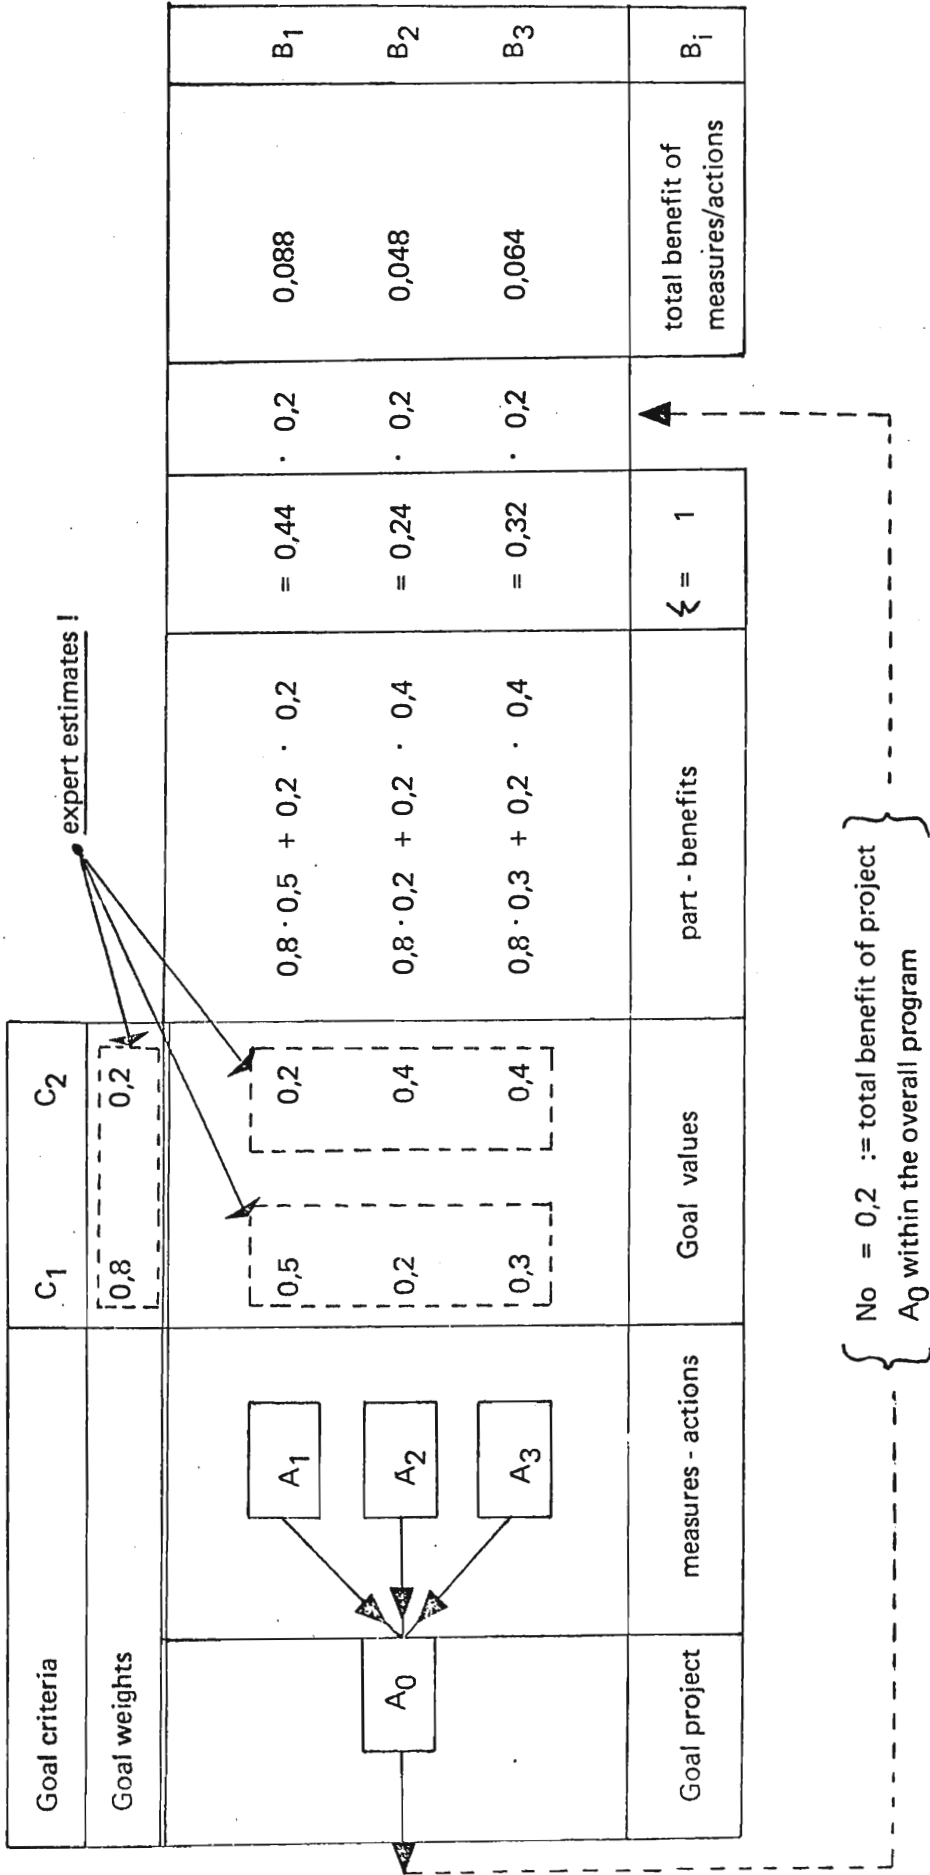 Goal criteria C1 C2
Goal weights 0,8 0,2
expert estimates !
A0
A1 0,5 0,2 0,8 · 0,5 + 0,2 · 0,2 = 0,44 · 0,2 0,088 B1
A2 0,2 0,4 0,8 · 0,2 + 0,2 · 0,4 = 0,24 · 0,2 0,048 B2
A3 0,3 0,4 0,8 · 0,3 + 0,2 · 0,4 = 0,32 · 0,2 0,064 B3
Goal project measures - actions Goal values part - benefits Σ = 1 total benefit of
measures/actions Bi
No = 0,2 := total benefit of project
A0 within the overall program